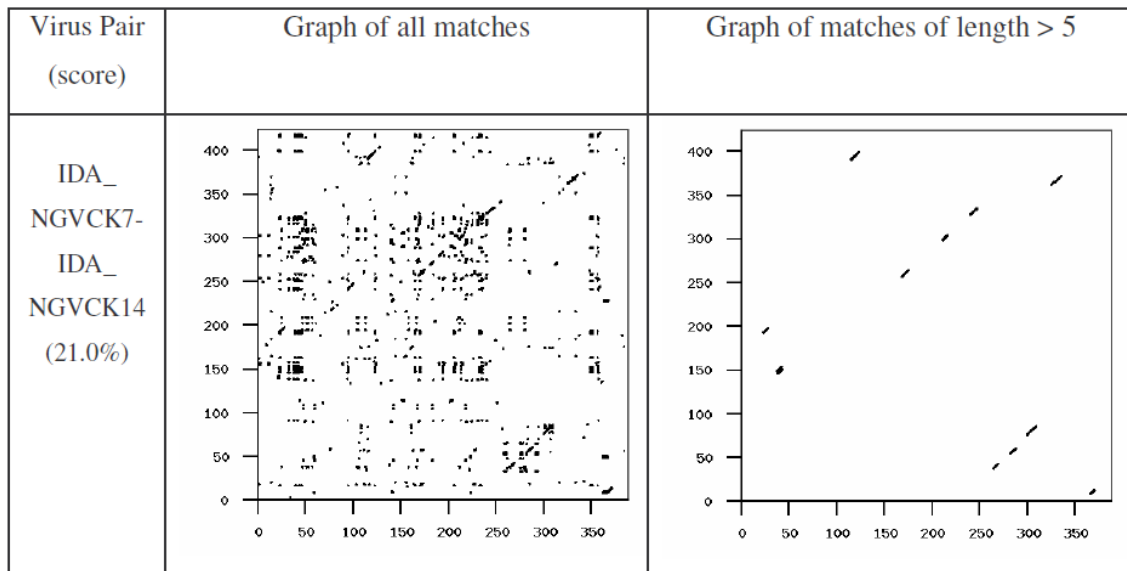 Virus Pair
(score)
Graph of all matches
Graph of matches of length > 5
IDA_
NGVCK7-
IDA_
NGVCK14
(21.0%)
400
350
300
250
200
150
100
50
0
0 50 100 150 200 250 300 350
400
350
300
250
200
150
100
50
0
0 50 100 150 200 250 300 350